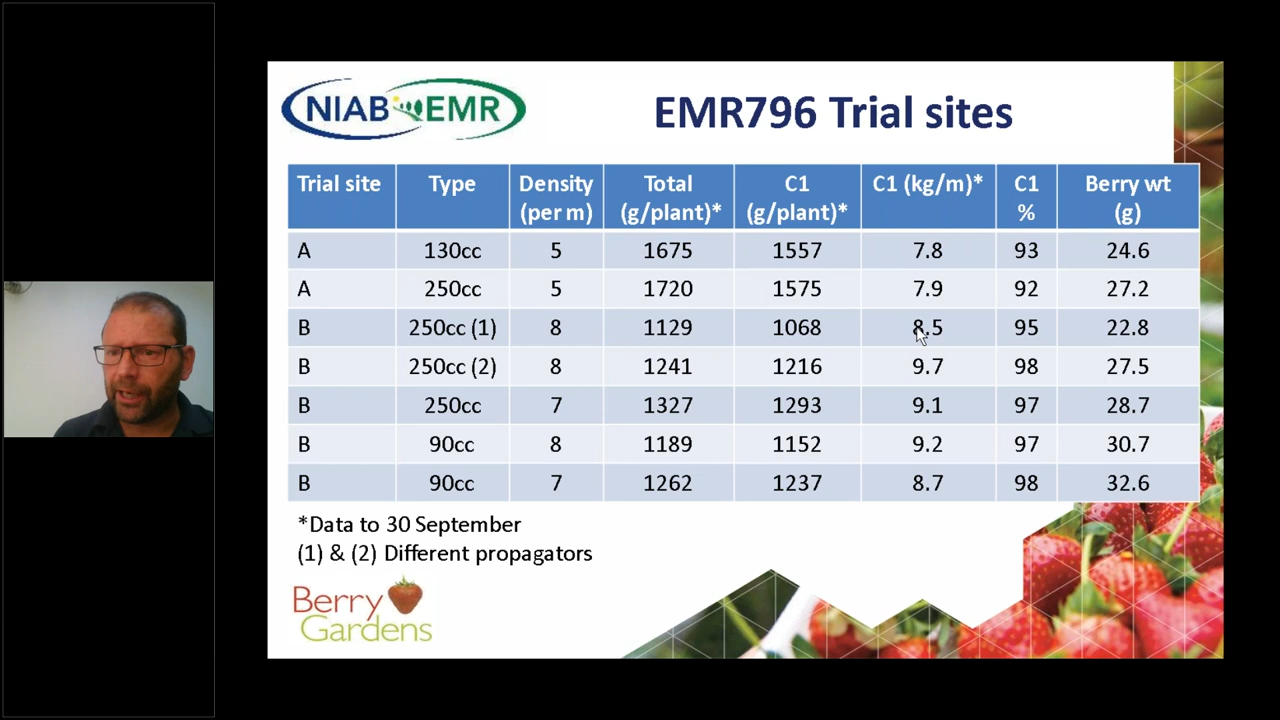 NIAB EMR
EMR796 Trial sites
Trial site Type Density (per m) Total (g/plant)* C1 (g/plant)* C1 (kg/m)* C1 % Berry wt (g)
A 130cc 5 1675 1557 7.8 93 24.6
A 250cc 5 1720 1575 7.9 92 27.2
B 250cc (1) 8 1129 1068 8.5 95 22.8
B 250cc (2) 8 1241 1216 9.7 98 27.5
B 250cc 7 1327 1293 9.1 97 28.7
B 90cc 8 1189 1152 9.2 97 30.7
B 90cc 7 1262 1237 8.7 98 32.6
*Data to 30 September
(1) & (2) Different propagators
Berry
Gardens